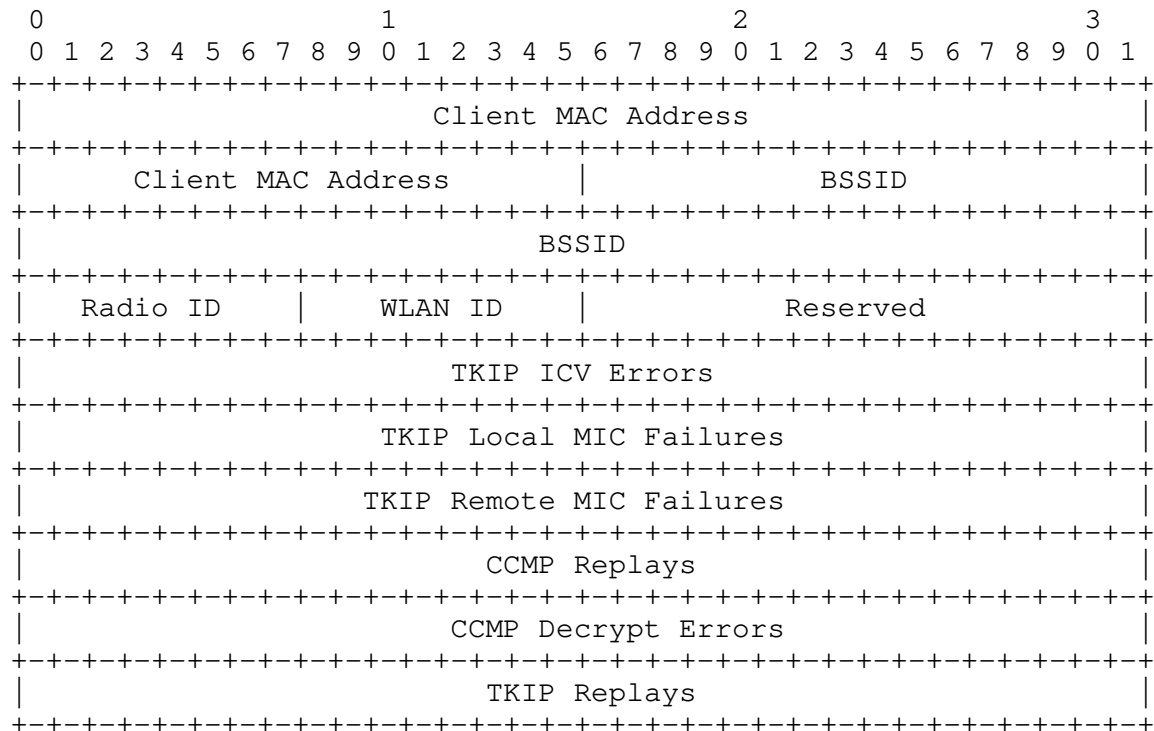 0                   1                   2                   3
 0 1 2 3 4 5 6 7 8 9 0 1 2 3 4 5 6 7 8 9 0 1 2 3 4 5 6 7 8 9 0 1
+-+-+-+-+-+-+-+-+-+-+-+-+-+-+-+-+-+-+-+-+-+-+-+-+-+-+-+-+-+-+-+-+
|                       Client MAC Address                      |
+-+-+-+-+-+-+-+-+-+-+-+-+-+-+-+-+-+-+-+-+-+-+-+-+-+-+-+-+-+-+-+-+
|      Client MAC Address       |             BSSID             |
+-+-+-+-+-+-+-+-+-+-+-+-+-+-+-+-+-+-+-+-+-+-+-+-+-+-+-+-+-+-+-+-+
|                             BSSID                             |
+-+-+-+-+-+-+-+-+-+-+-+-+-+-+-+-+-+-+-+-+-+-+-+-+-+-+-+-+-+-+-+-+
|   Radio ID    |    WLAN ID    |           Reserved            |
+-+-+-+-+-+-+-+-+-+-+-+-+-+-+-+-+-+-+-+-+-+-+-+-+-+-+-+-+-+-+-+-+
|                        TKIP ICV Errors                        |
+-+-+-+-+-+-+-+-+-+-+-+-+-+-+-+-+-+-+-+-+-+-+-+-+-+-+-+-+-+-+-+-+
|                    TKIP Local MIC Failures                    |
+-+-+-+-+-+-+-+-+-+-+-+-+-+-+-+-+-+-+-+-+-+-+-+-+-+-+-+-+-+-+-+-+
|                   TKIP Remote MIC Failures                    |
+-+-+-+-+-+-+-+-+-+-+-+-+-+-+-+-+-+-+-+-+-+-+-+-+-+-+-+-+-+-+-+-+
|                          CCMP Replays                         |
+-+-+-+-+-+-+-+-+-+-+-+-+-+-+-+-+-+-+-+-+-+-+-+-+-+-+-+-+-+-+-+-+
|                        CCMP Decrypt Errors                    |
+-+-+-+-+-+-+-+-+-+-+-+-+-+-+-+-+-+-+-+-+-+-+-+-+-+-+-+-+-+-+-+-+
|                          TKIP Replays                         |
+-+-+-+-+-+-+-+-+-+-+-+-+-+-+-+-+-+-+-+-+-+-+-+-+-+-+-+-+-+-+-+-+